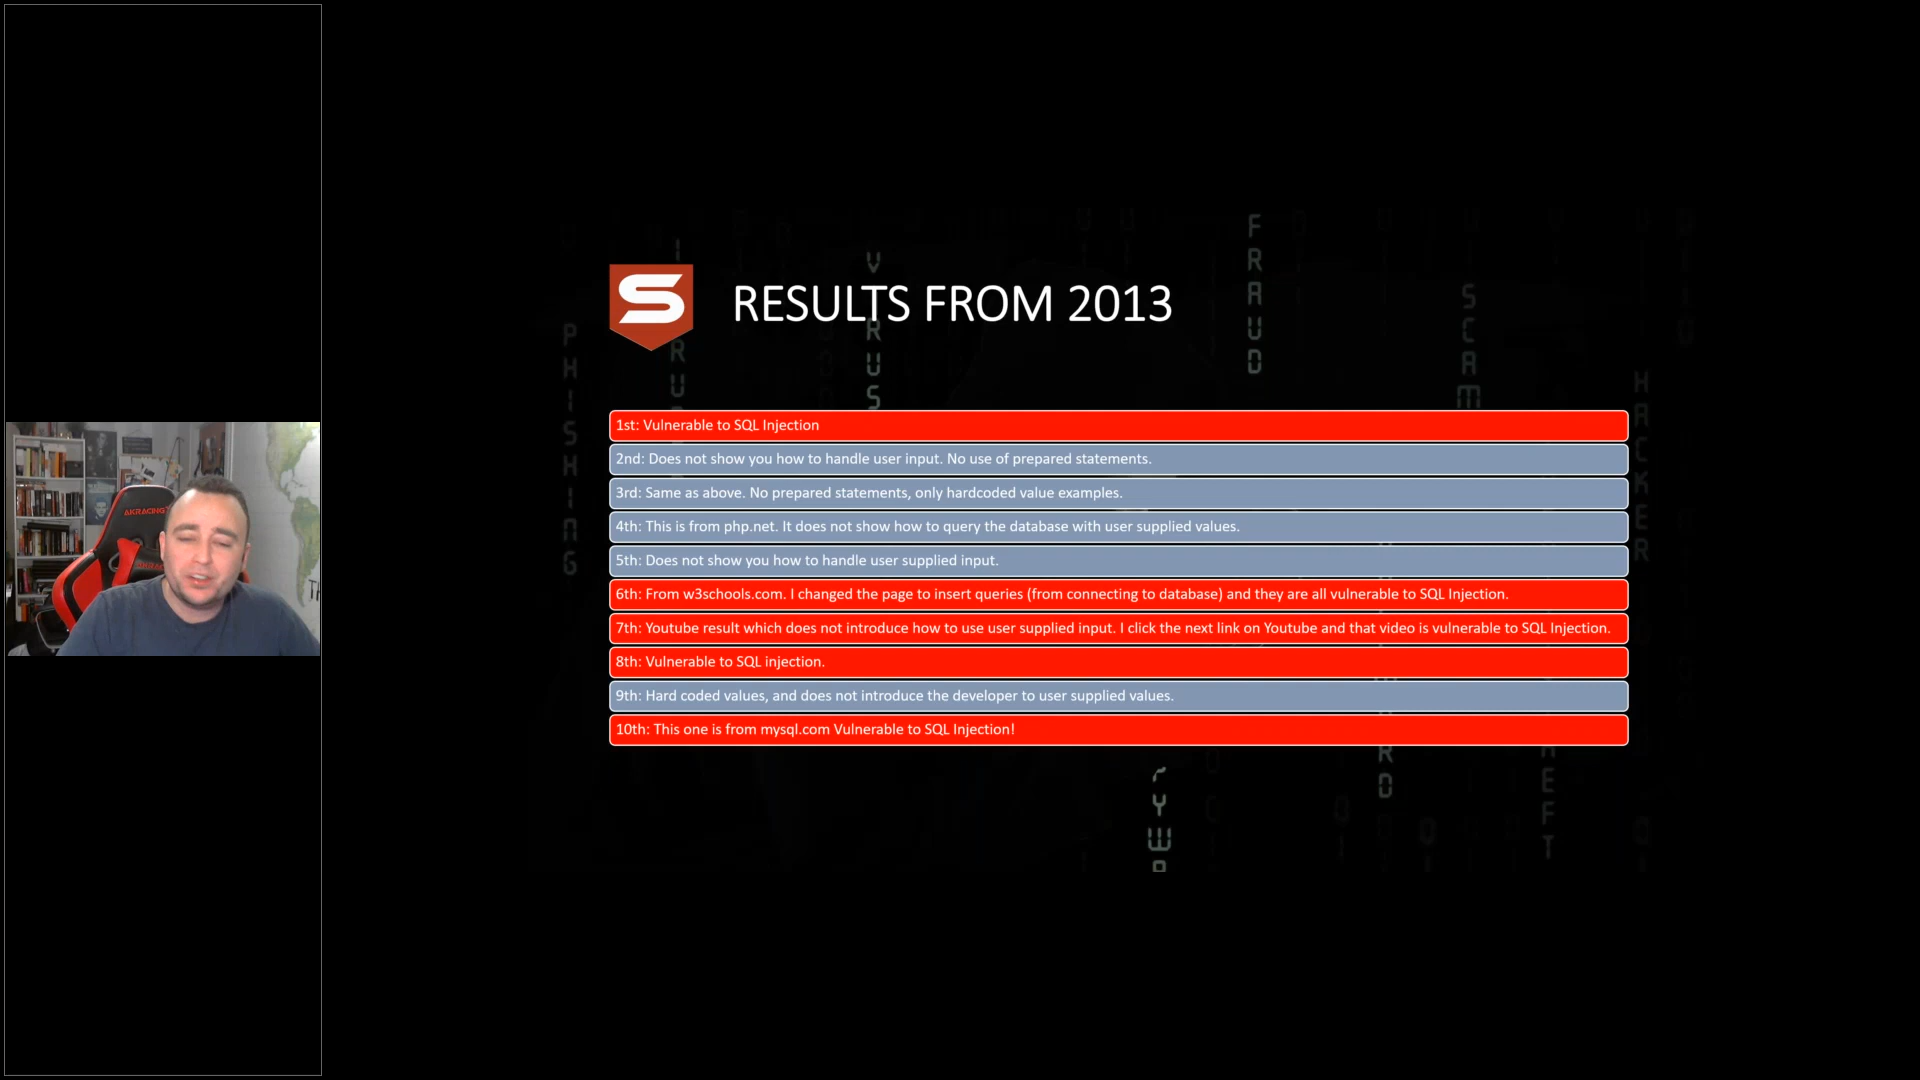 RESULTS FROM 2013
1st: Vulnerable to SQL Injection
2nd: Does not show you how to handle user input. No use of prepared statements.
3rd: Same as above. No prepared statements, only hardcoded value examples.
4th: This is from php.net. It does not show how to query the database with user supplied values.
5th: Does not show you how to handle user supplied input.
6th: From w3schools.com. I changed the page to insert queries (from connecting to database) and they are all vulnerable to SQL Injection.
7th: Youtube result which does not introduce how to use user supplied input. I click the next link on Youtube and that video is vulnerable to SQL Injection.
8th: Vulnerable to SQL injection.
9th: Hard coded values, and does not introduce the developer to user supplied values.
10th: This one is from mysql.com Vulnerable to SQL Injection!
S
PHISHING
FRAUD
SCAM
HACKER
AKRACING